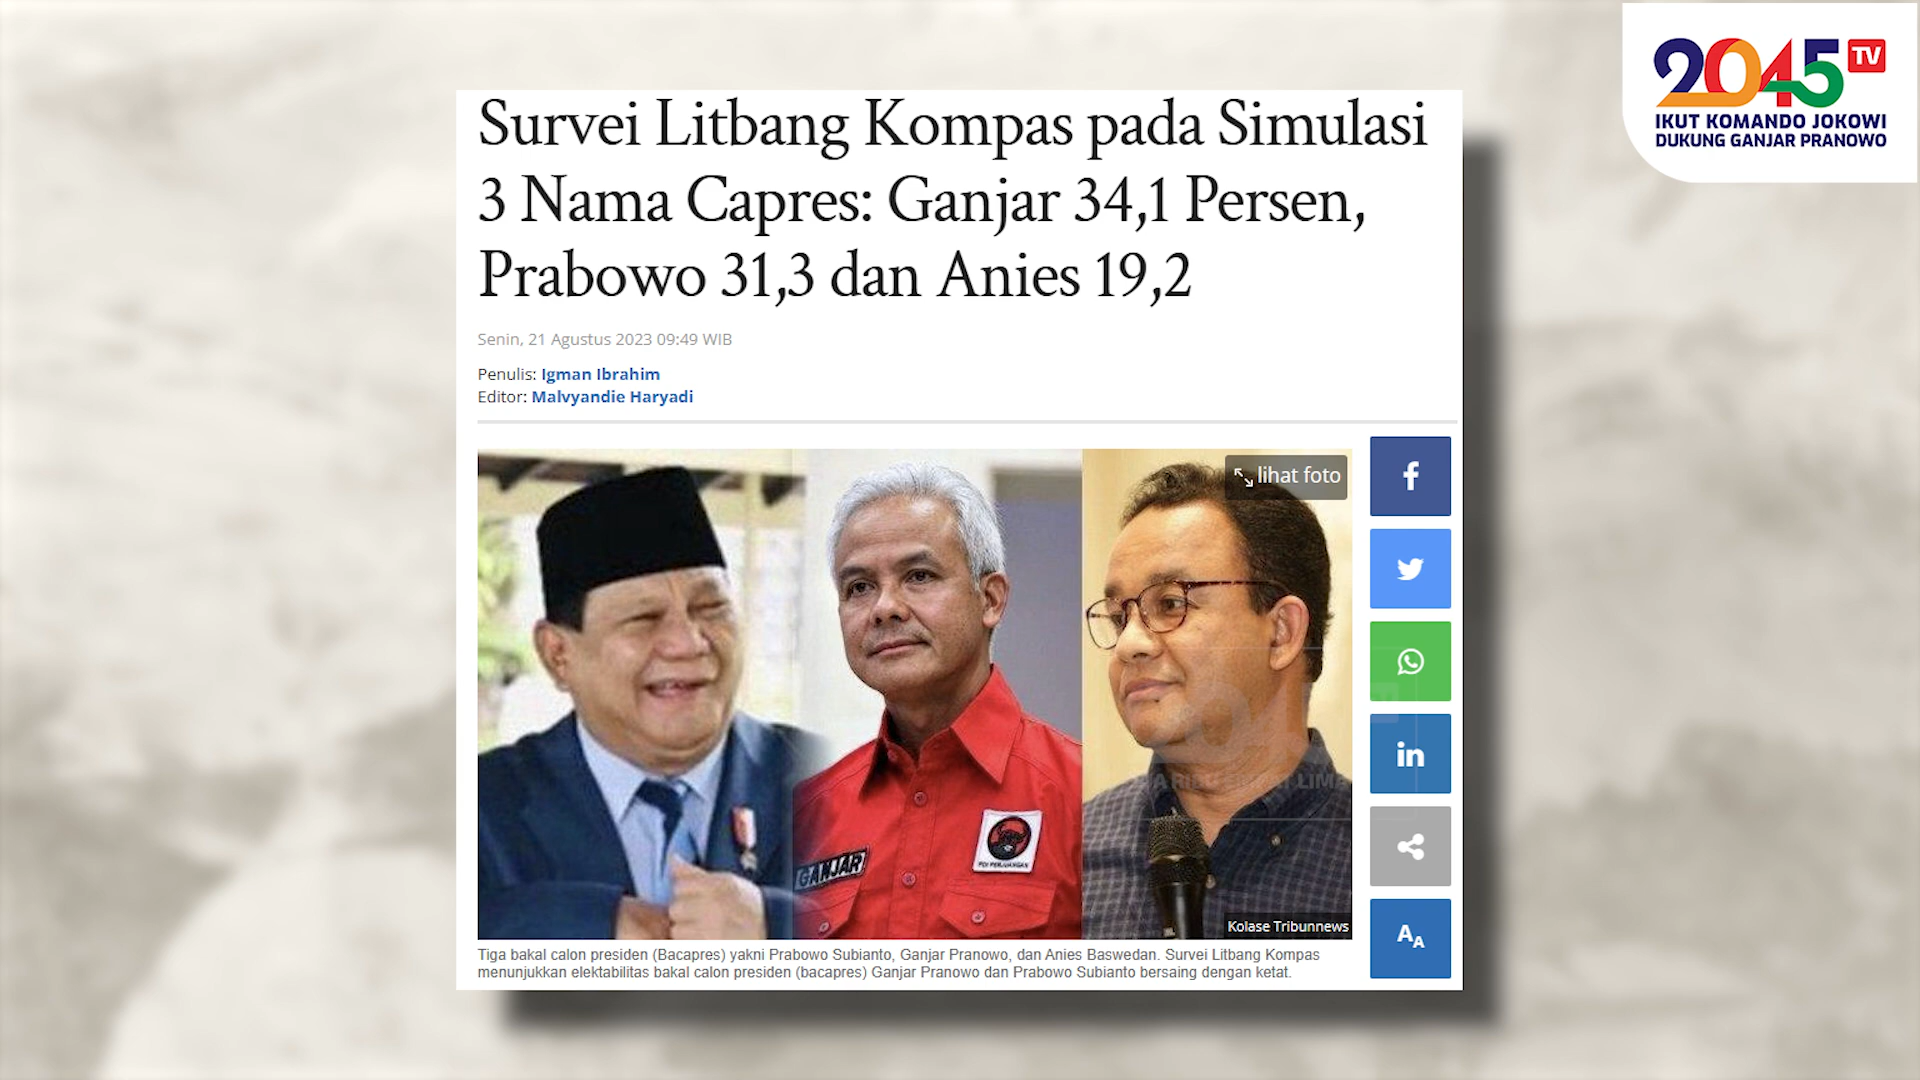 2045 TV
IKUT KOMANDO JOKOWI
DUKUNG GANJAR PRANOWO
Survei Litbang Kompas pada Simulasi
3 Nama Capres: Ganjar 34,1 Persen,
Prabowo 31,3 dan Anies 19,2
Senin, 21 Agustus 2023 09:49 WIB
Penulis: Igman Ibrahim
Editor: Malvyandie Haryadi
lihat foto
GANJAR
PDI PERJUANGAN
Kolase Tribunnews
Tiga bakal calon presiden (Bacapres) yakni Prabowo Subianto, Ganjar Pranowo, dan Anies Baswedan. Survei Litbang Kompas
menunjukkan elektabilitas bakal calon presiden (bacapres) Ganjar Pranowo dan Prabowo Subianto bersaing dengan ketat.
f
in
AA